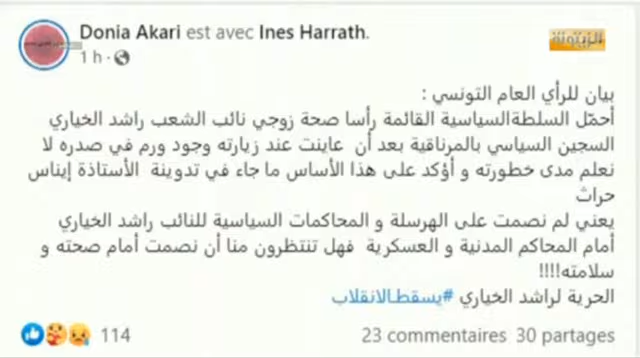 Donia Akari est avec Ines Harrath.
1 h ·
الزيتونة
بيان للرأي العام التونسي :
أحمّل السلطةالسياسية القائمة رأسا صحة زوجي نائب الشعب راشد الخياري
السجين السياسي بالمرناقية بعد أن عاينت عند زيارته وجود ورم في صدره لا
نعلم مدى خطورته و أؤكد على هذا الأساس ما جاء في تدوينة الأستاذة إيناس
حراث
يعني لم نصمت على الهرسلة و المحاكمات السياسية للنائب راشد الخياري
أمام المحاكم المدنية و العسكرية فهل تنتظرون منا أن نصمت أمام صحته و
سلامته!!!!
الحرية لراشد الخياري #يسقط_الانقلاب
114
23 commentaires 30 partages